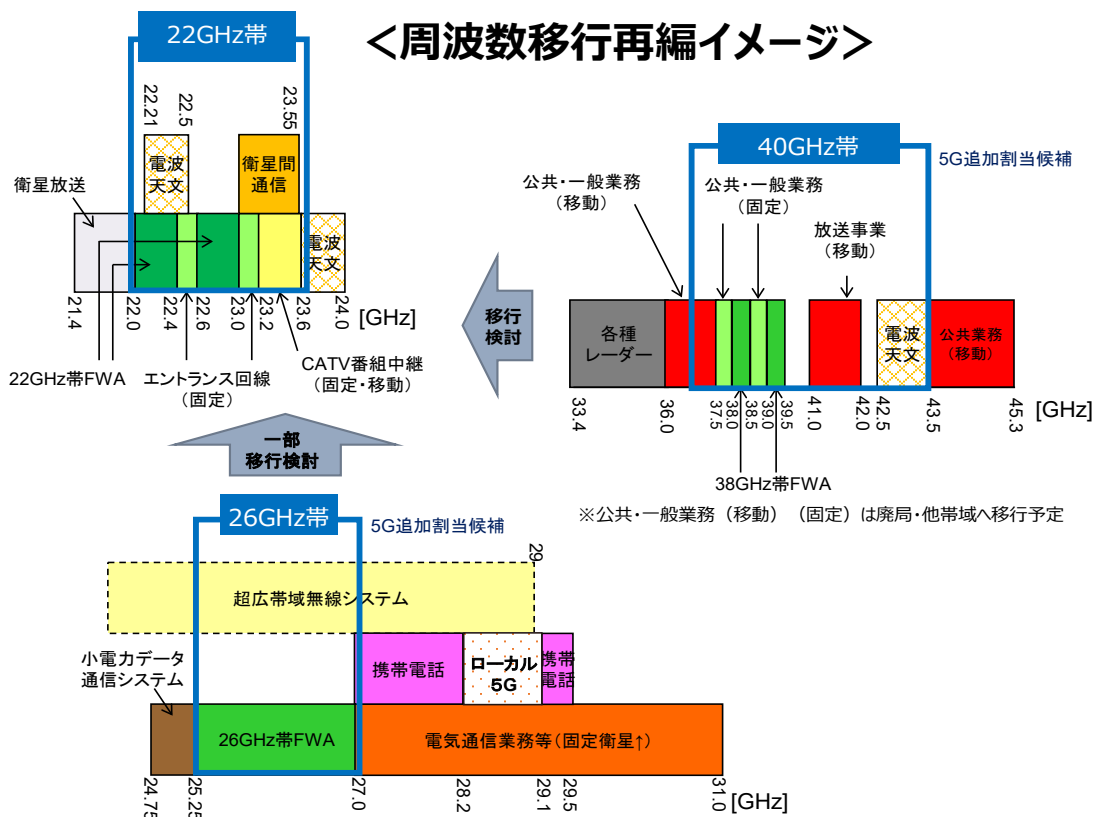 <周波数移行再編イメージ>
22GHz帯
22.21
22.5
23.55
電波
天文
衛星間
通信
衛星放送
電波
天文
21.4
22.0
22.4
22.6
23.0
23.2
23.6
24.0
[GHz]
22GHz帯FWA
エントランス回線
(固定)
CATV番組中継
(固定・移動)
移行
検討
40GHz帯
5G追加割当候補
公共・一般業務
(移動)
公共・一般業務
(固定)
放送事業
(移動)
各種
レーダー
電波
天文
公共業務
(移動)
33.4
36.0
37.5
38.0
38.5
39.0
39.5
41.0
42.0
42.5
43.5
45.3
[GHz]
38GHz帯FWA
※公共・一般業務(移動)(固定)は廃局・他帯域へ移行予定
一部
移行検討
26GHz帯
5G追加割当候補
29
超広帯域無線システム
小電力データ
通信システム
携帯電話
ローカル
5G
携帯
電話
26GHz帯FWA
電気通信業務等(固定衛星↑)
24.75
25.25
27.0
28.2
29.1
29.5
31.0
[GHz]